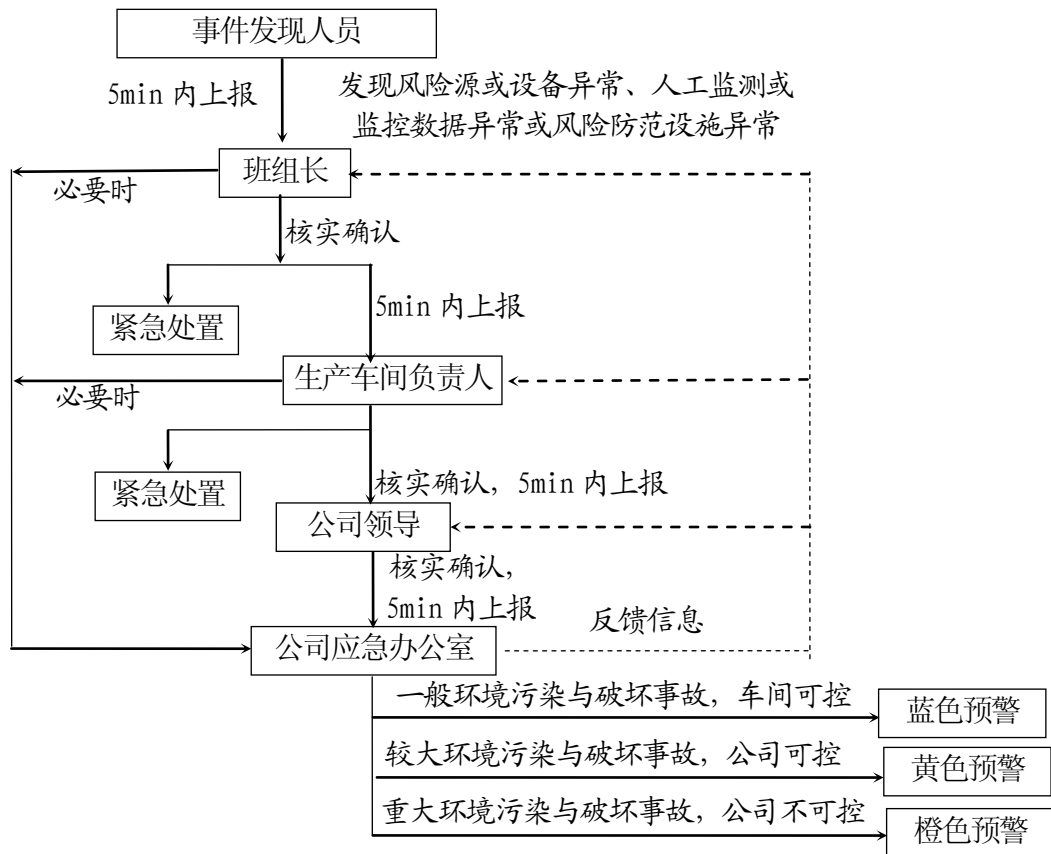 事件发现人员
5min 内上报
发现风险源或设备异常、人工监测或
监控数据异常或风险防范设施异常
班组长
必要时
核实确认
紧急处置
5min 内上报
生产车间负责人
必要时
紧急处置
核实确认，5min 内上报
公司领导
核实确认，
5min 内上报
反馈信息
公司应急办公室
一般环境污染与破坏事故，车间可控
蓝色预警
较大环境污染与破坏事故，公司可控
黄色预警
重大环境污染与破坏事故，公司不可控
橙色预警